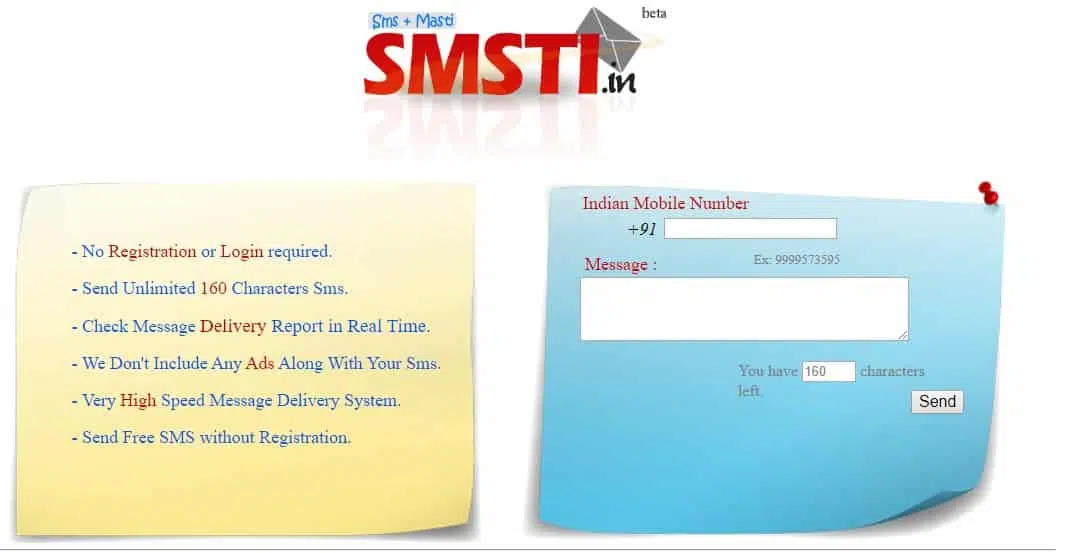 Sms + Masti
beta
SMSTI.in
- No Registration or Login required.
- Send Unlimited 160 Characters Sms.
- Check Message Delivery Report in Real Time.
- We Don't Include Any Ads Along With Your Sms.
- Very High Speed Message Delivery System.
- Send Free SMS without Registration.
Indian Mobile Number
+91
Ex: 9999573595
Message :
You have 160 characters
left.
Send